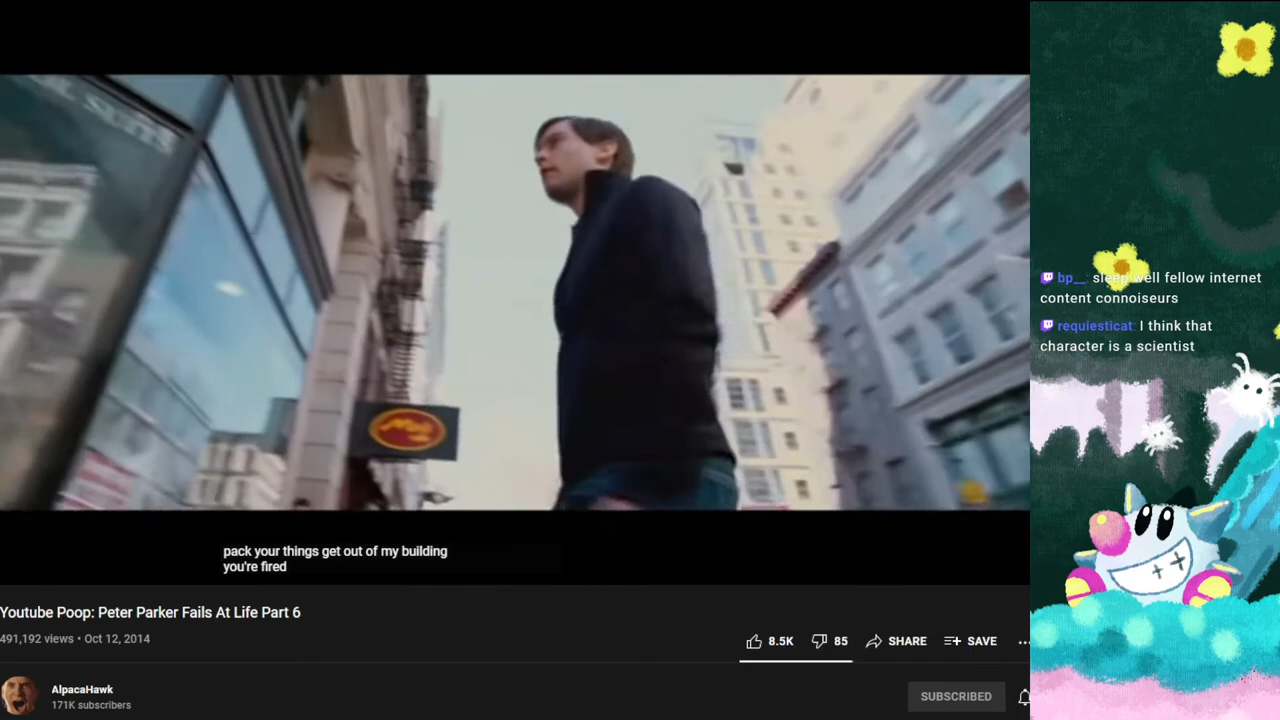 pack your things get out of my building
you're fired
Youtube Poop: Peter Parker Fails At Life Part 6
491,192 views • Oct 12, 2014
8.5K
85
SHARE
SAVE
AlpacaHawk
171K subscribers
SUBSCRIBED
bp__: sleep well fellow internet
content connoiseurs
requiesticat: I think that
character is a scientist